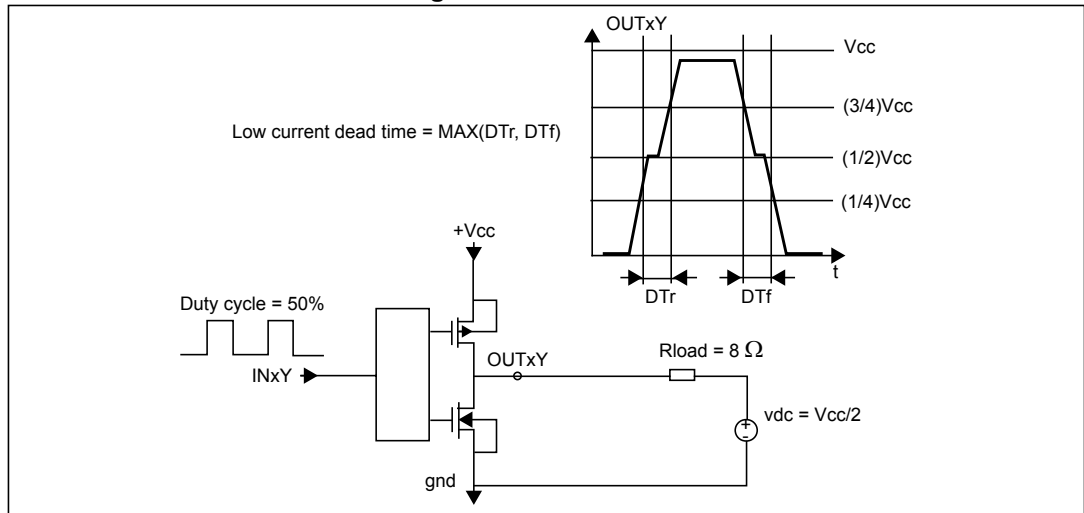 OUTxY
Vcc
(3/4)Vcc
Low current dead time = MAX(DTr, DTf)
(1/2)Vcc
(1/4)Vcc
+Vcc
t
DTr
DTf
Duty cycle = 50%
Rload = 8 Ω
OUTxY
INxY
vdc = Vcc/2
+
-
gnd